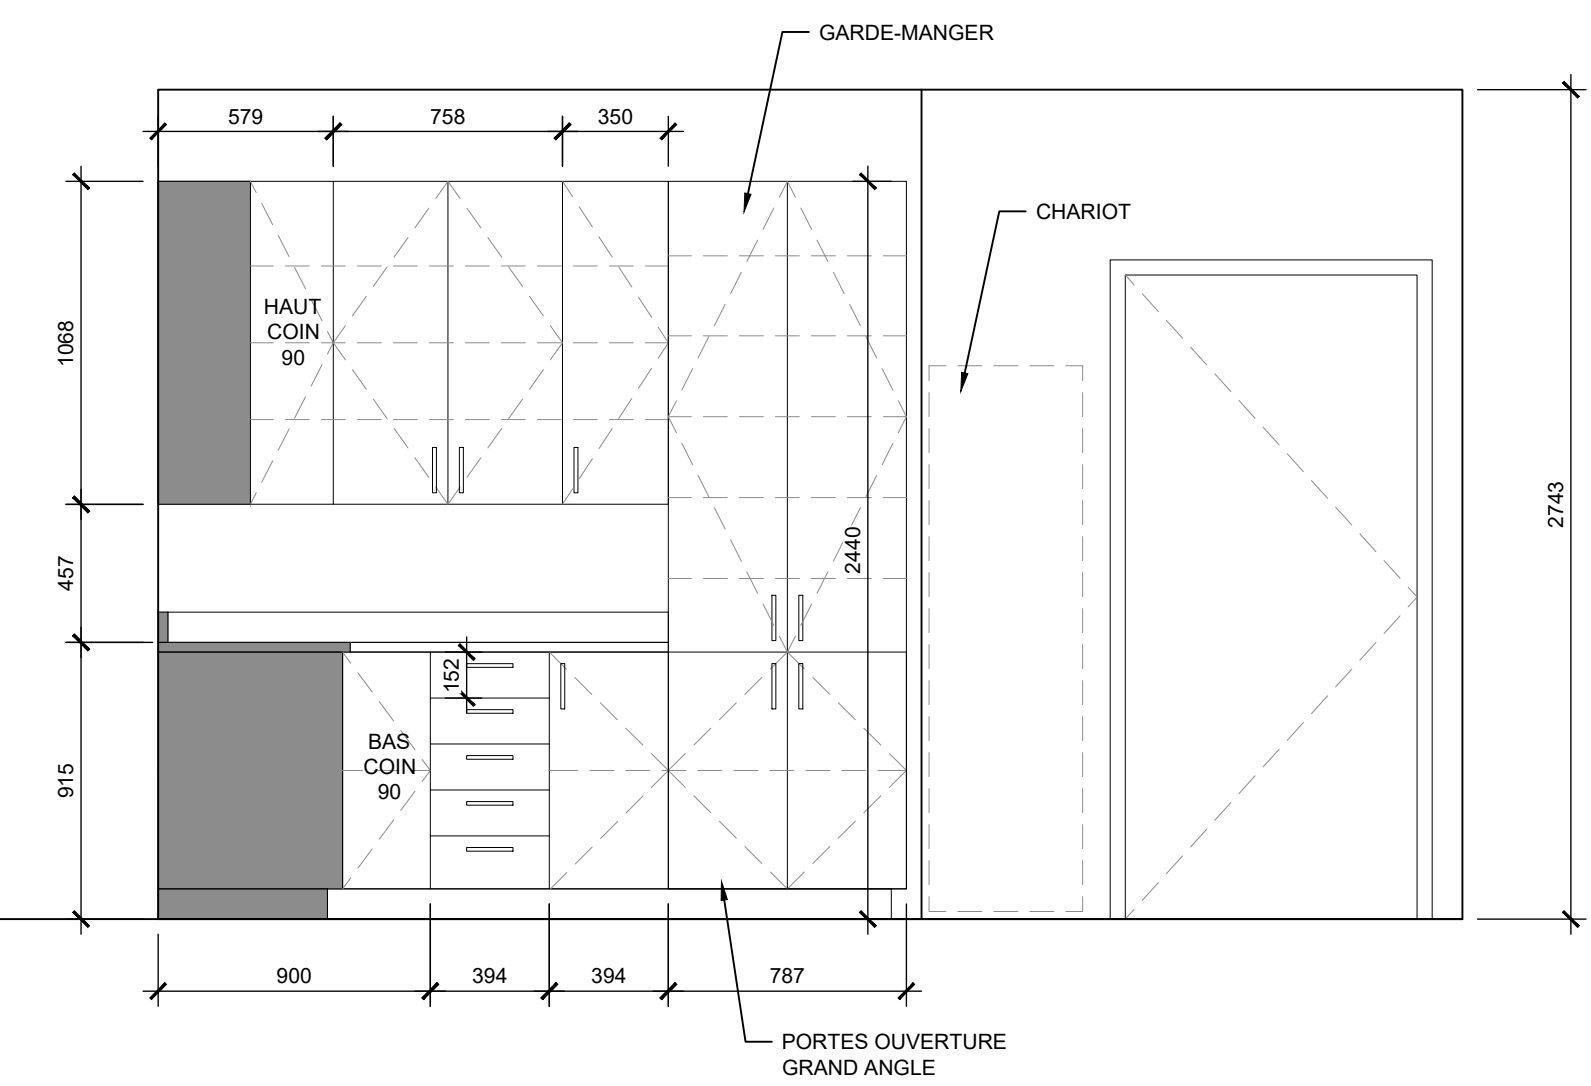 GARDE-MANGER
579
758
350
CHARIOT
HAUT
COIN
90
1068
2743
2440
457
152
BAS
COIN
90
915
900
394
394
787
PORTES OUVERTURE
GRAND ANGLE